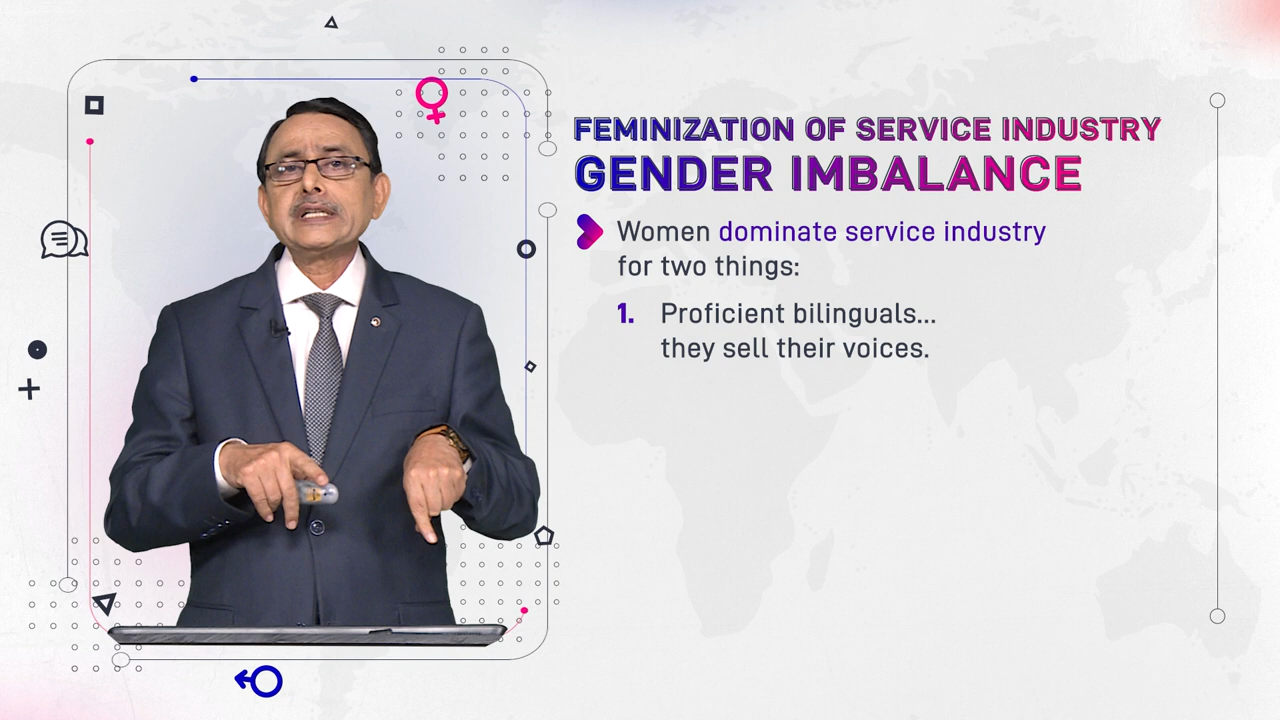 FEMINIZATION OF SERVICE INDUSTRY
GENDER IMBALANCE
Women dominate service industry
for two things:
1. Proficient bilinguals...
they sell their voices.